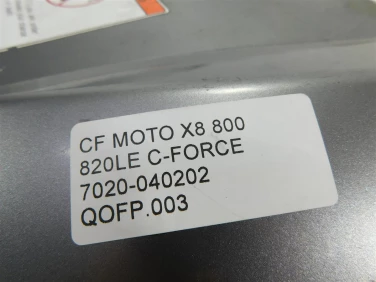 CF MOTO X8 800
820LE C-FORCE
7020-040202
QOFP.003